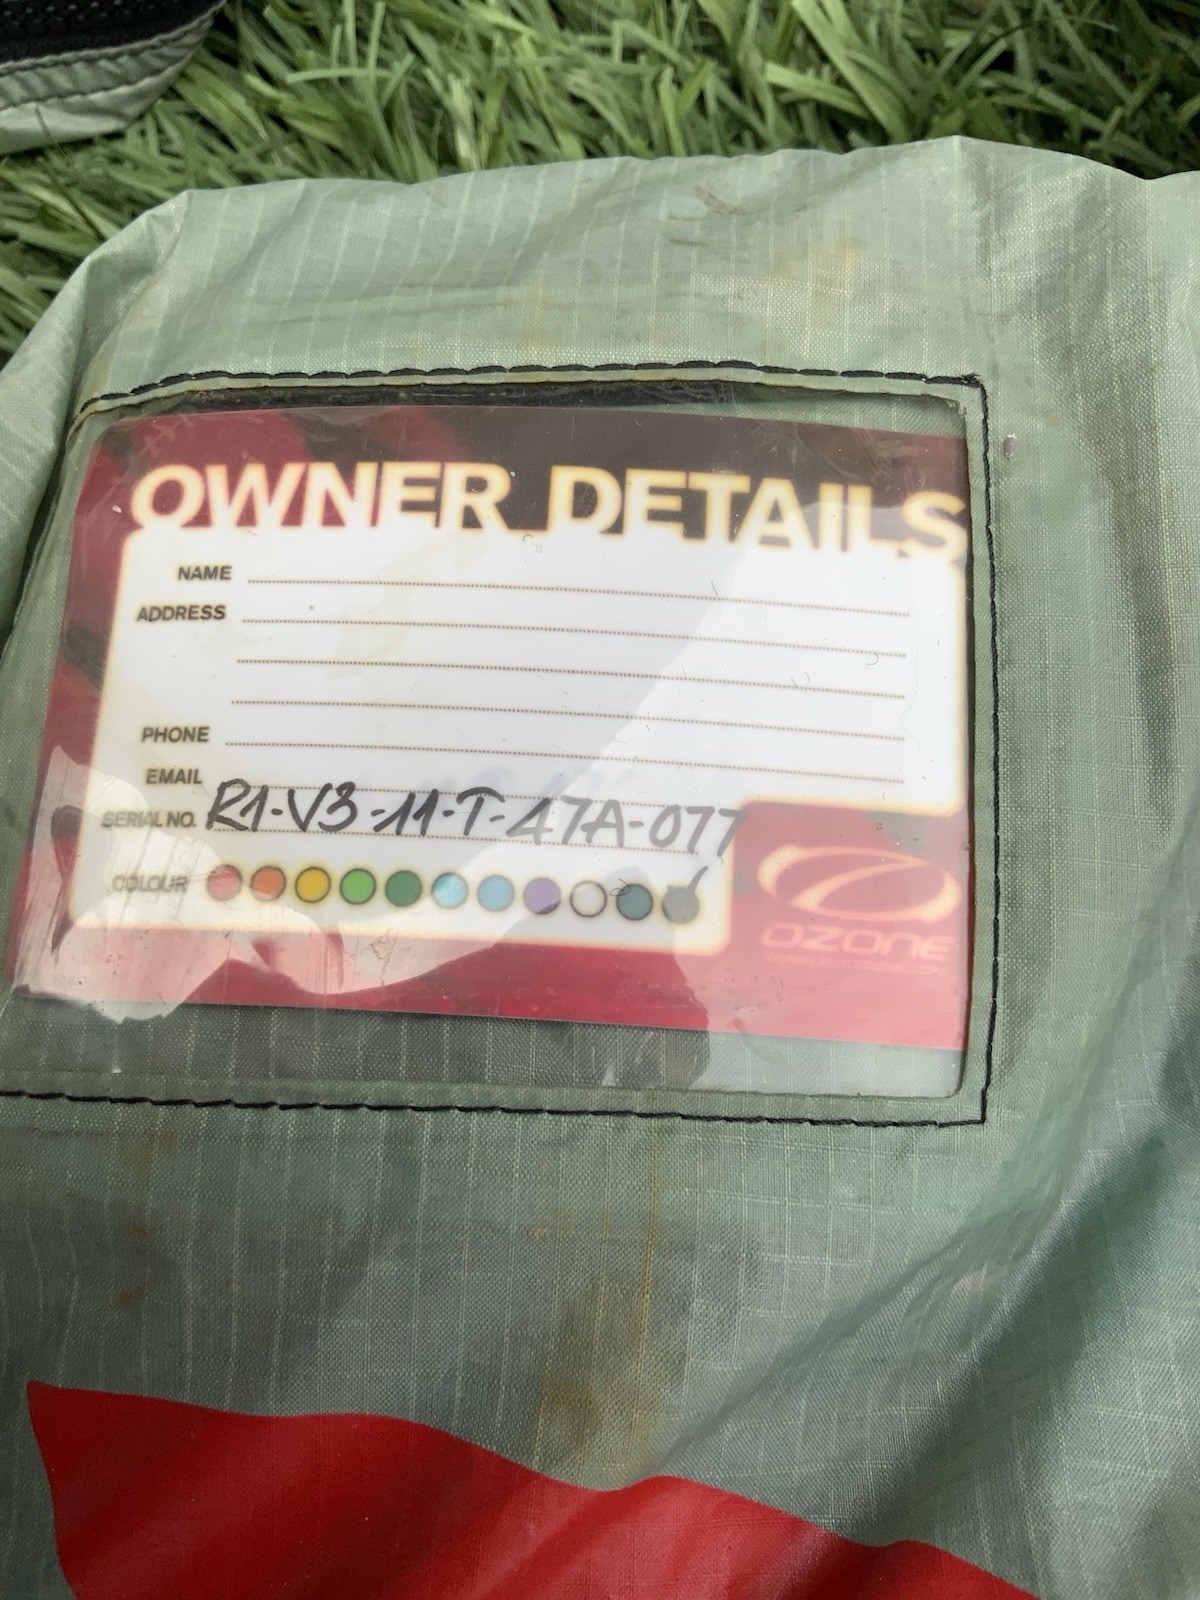 OWNER DETAILS
NAME
ADDRESS
PHONE
EMAIL
SERIAL NO. R1-V3-11-T-47A-077
COLOUR
OZONE